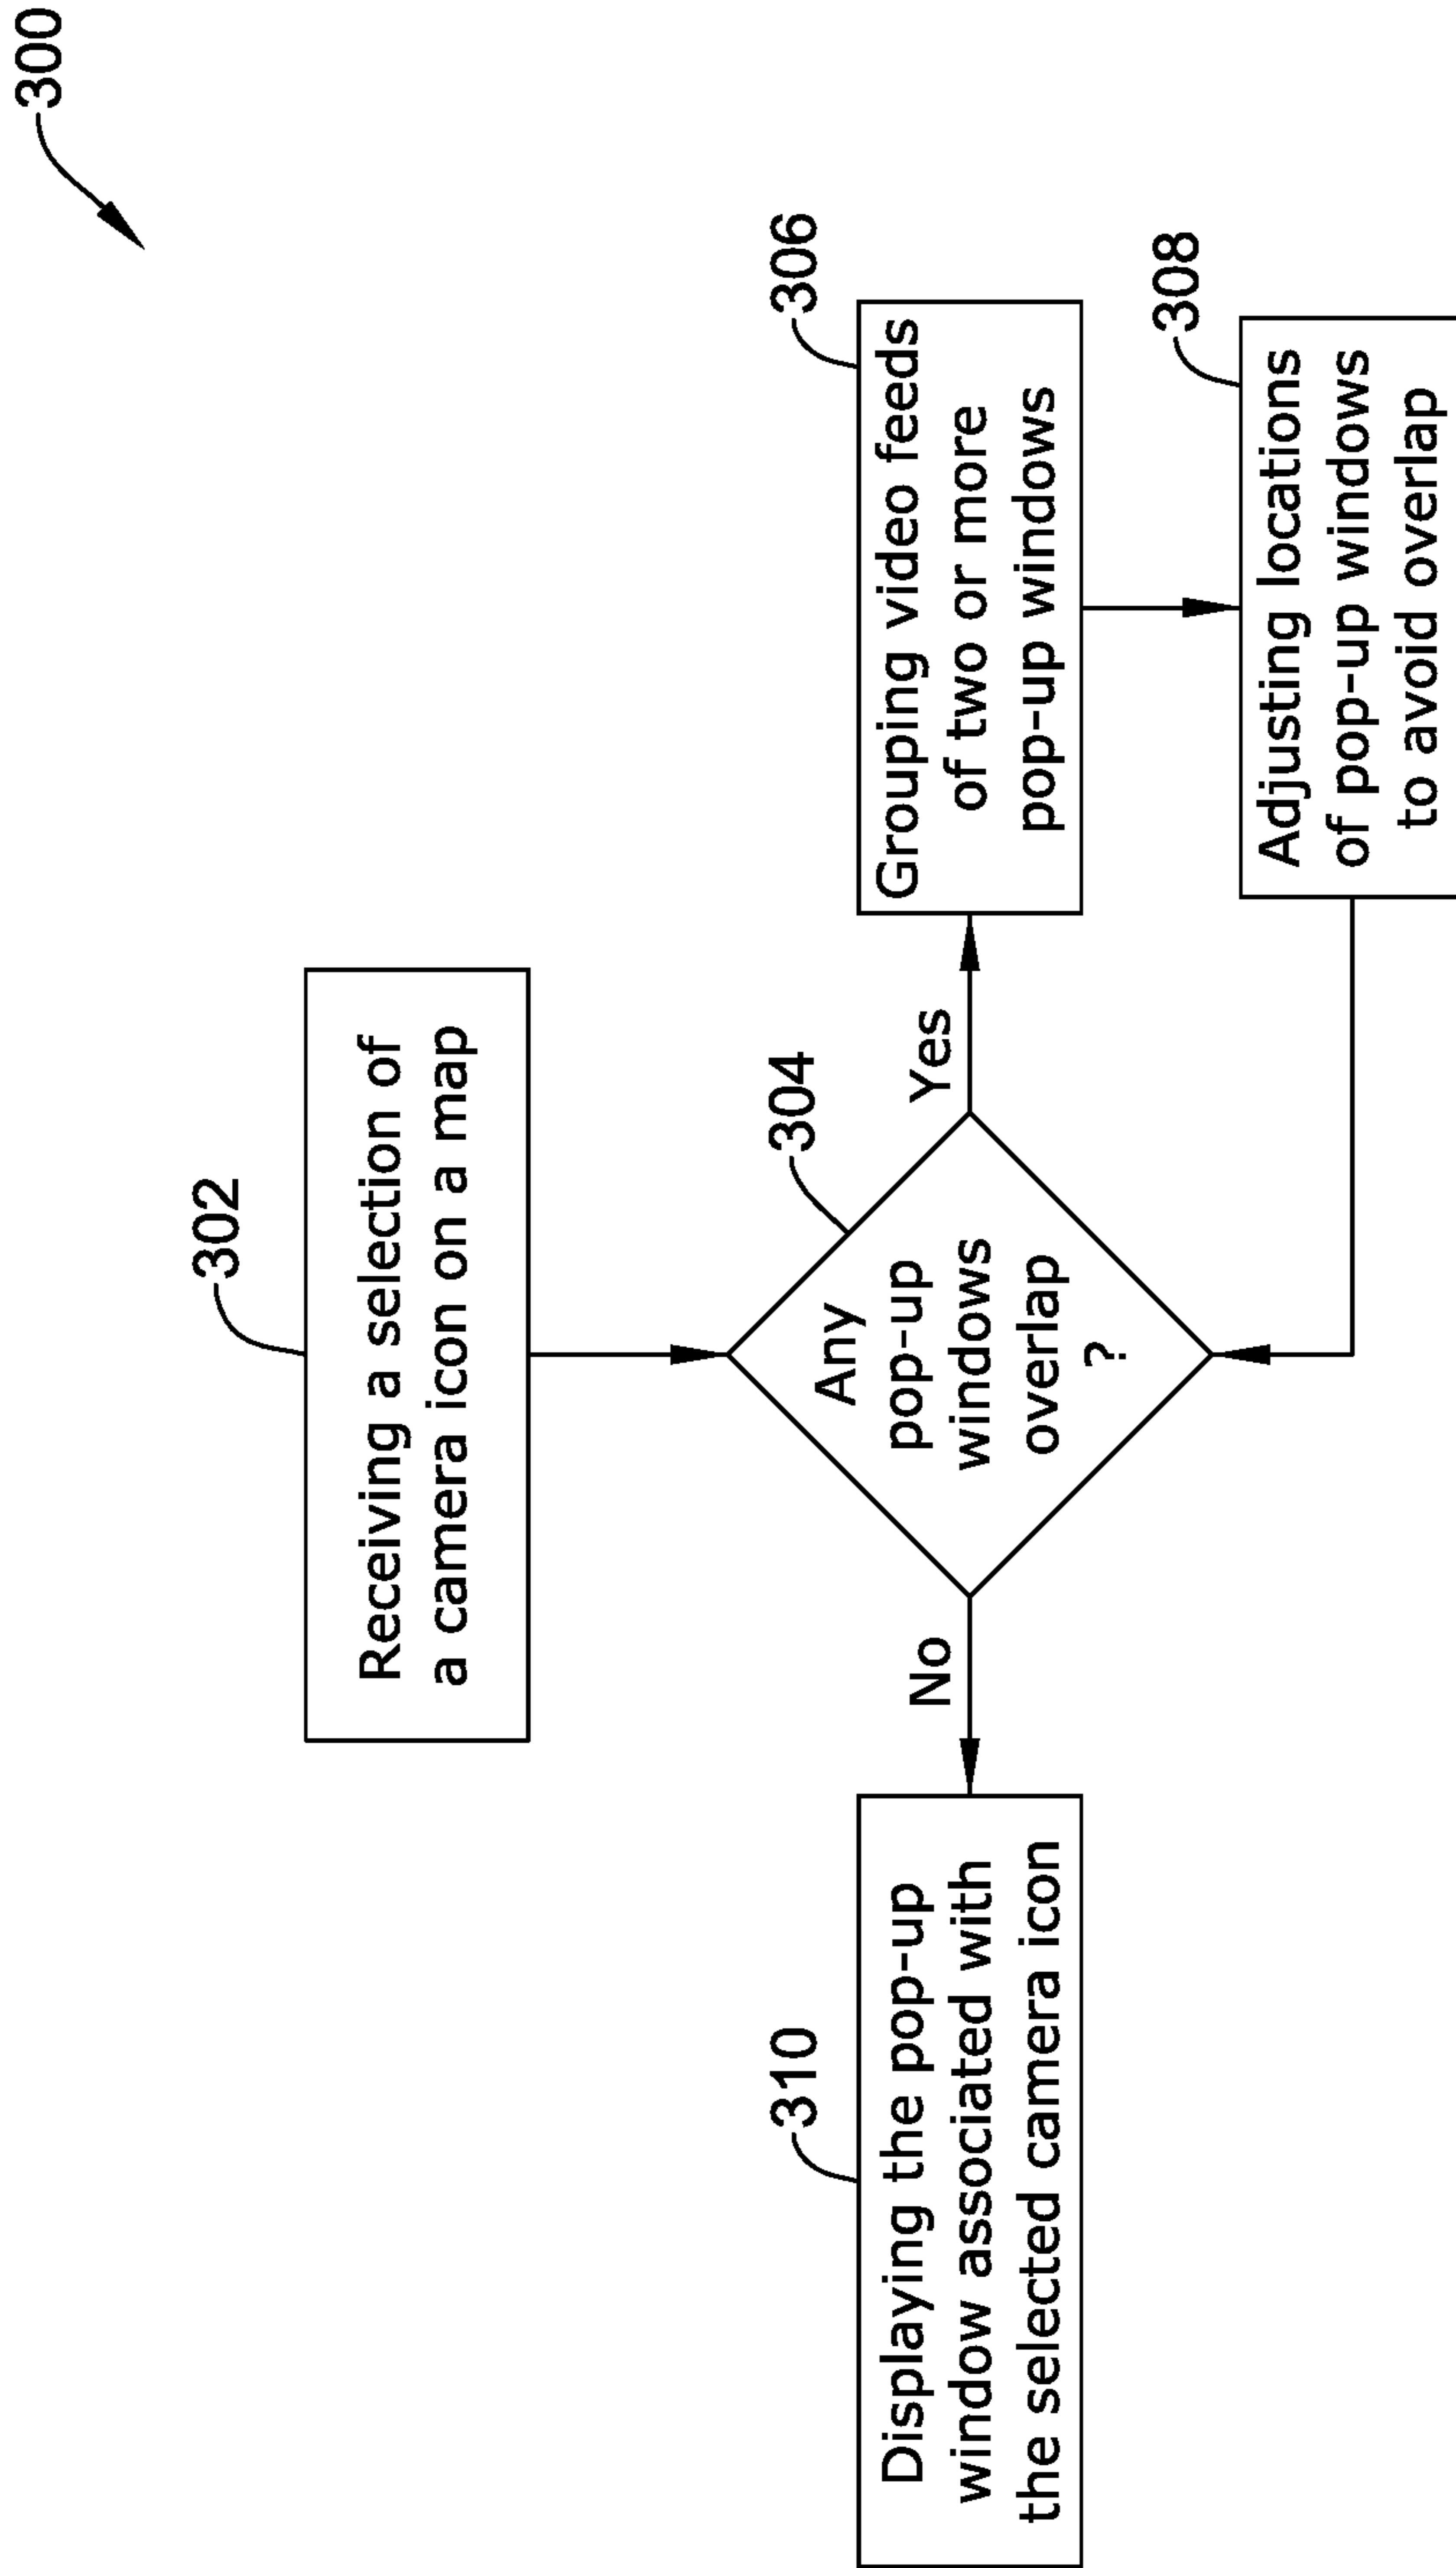 300
302
Receiving a selection of
a camera icon on a map
304
Any
pop-up
windows
overlap
?
Yes
No
306
Grouping video feeds
of two or more
pop-up windows
308
Adjusting locations
of pop-up windows
to avoid overlap
310
Displaying the pop-up
window associated with
the selected camera icon